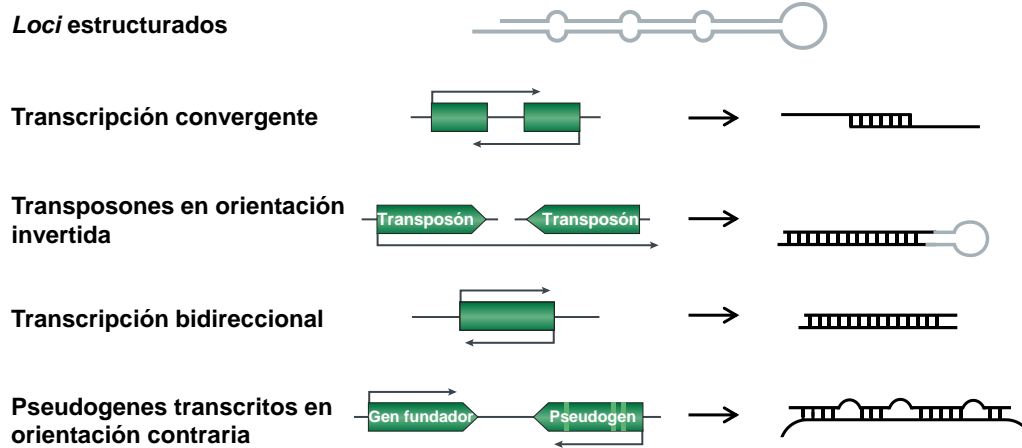 Loci estructurados
Transcripción convergente
Transposones en orientación
invertida
Transposón
Transposón
Transcripción bidireccional
Pseudogenes transcritos en
orientación contraria
Gen fundador
Pseudogen